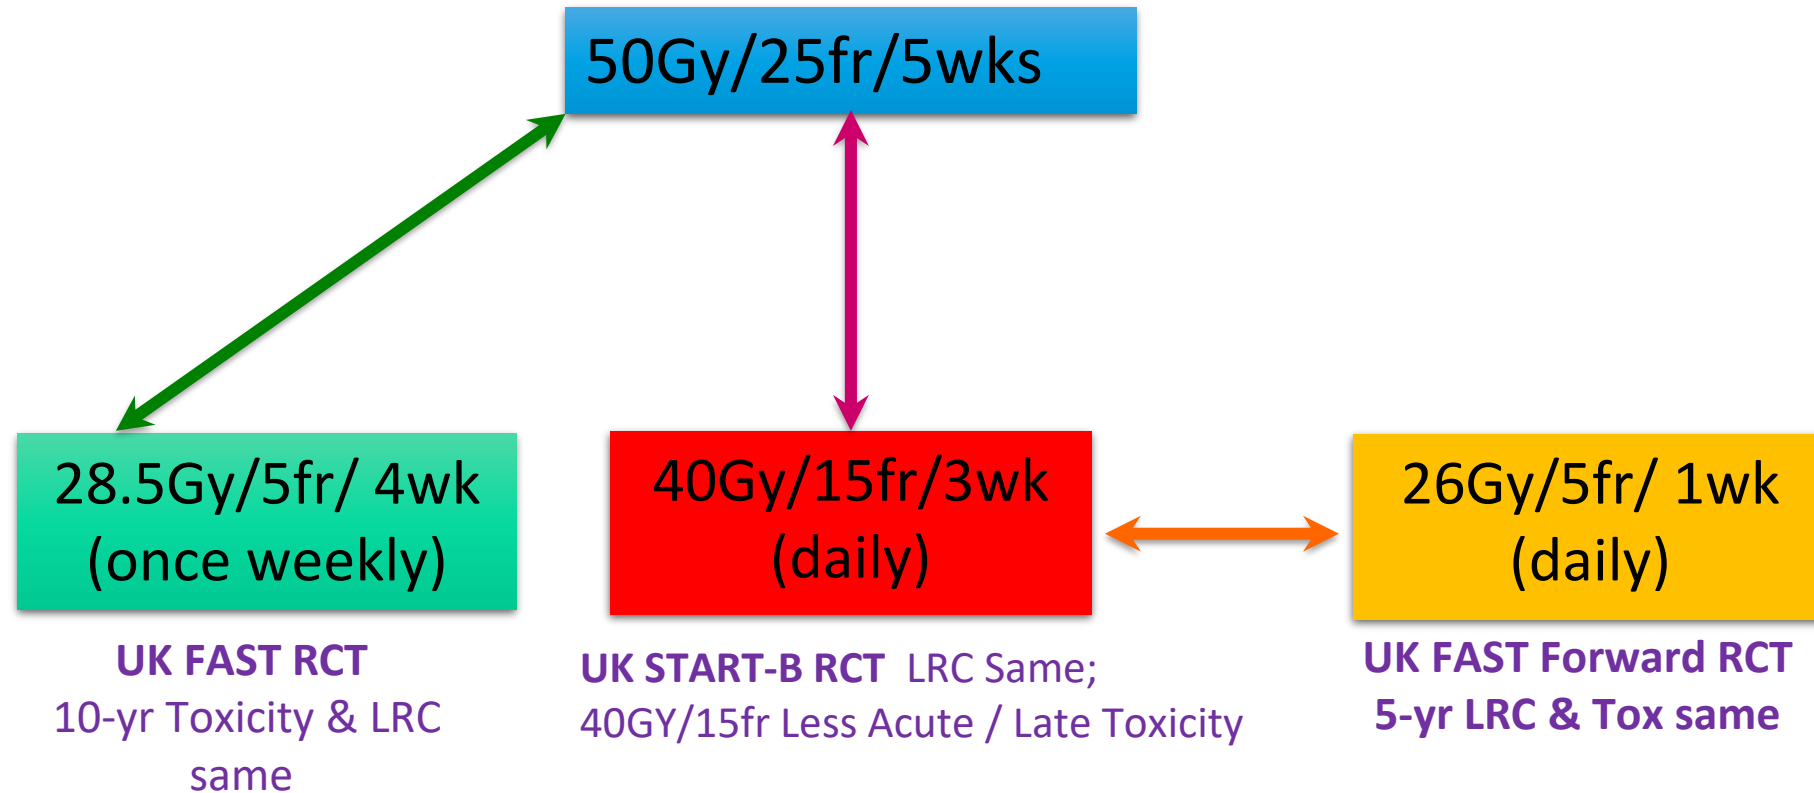 50Gy/25fr/5wks
28.5Gy/5fr/ 4wk
(once weekly)
UK FAST RCT
10-yr Toxicity & LRC
same
40Gy/15fr/3wk
(daily)
UK START-B RCT LRC Same;
40GY/15fr Less Acute / Late Toxicity
26Gy/5fr/ 1wk
(daily)
UK FAST Forward RCT
5-yr LRC & Tox same